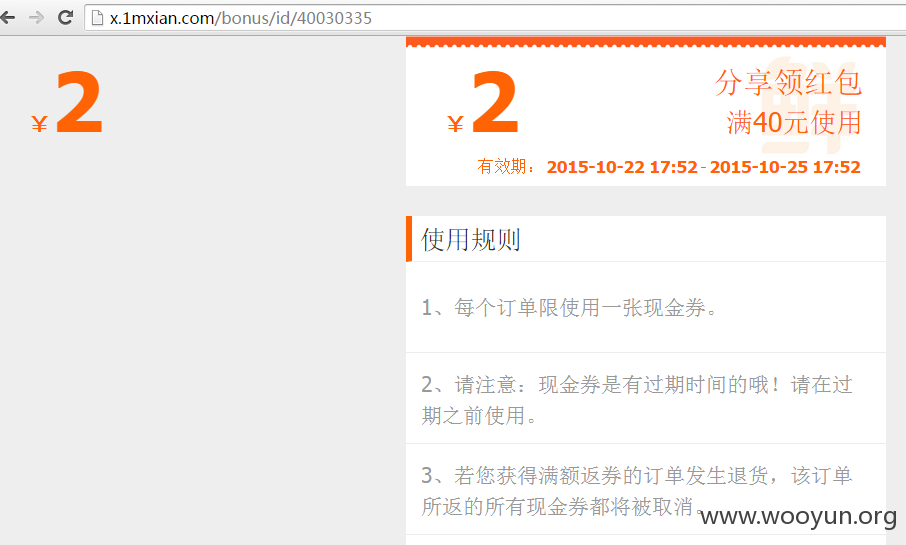 x.1mxian.com/bonus/id/40030335
¥2
¥2
鲜
分享领红包
满40元使用
有效期：2015-10-22 17:52 - 2015-10-25 17:52
使用规则
1、每个订单限使用一张现金券。
2、请注意：现金券是有过期时间的哦！请在过
期之前使用。
3、若您获得满额返券的订单发生退货，该订单
所返的所有现金券都将被取消。
www.wooyun.org